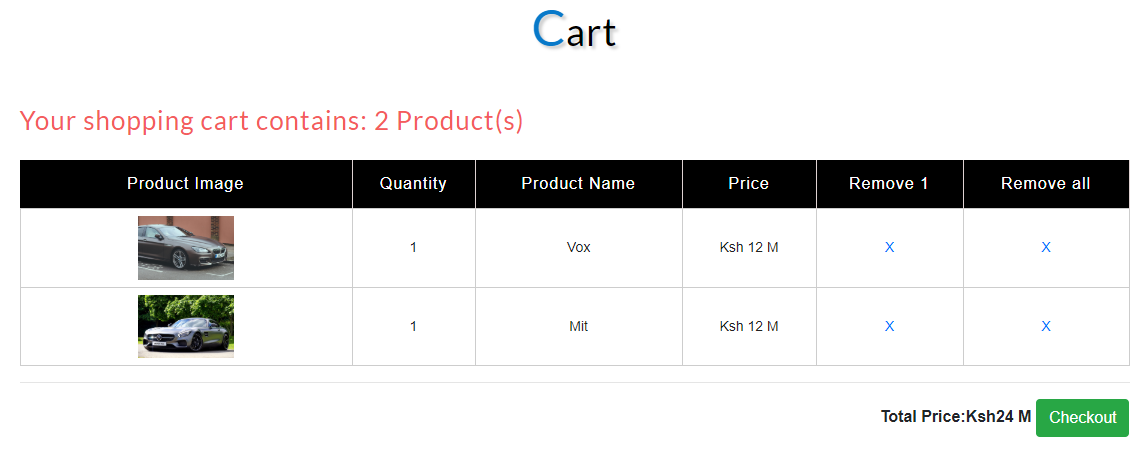 Cart
Your shopping cart contains: 2 Product(s)
Product Image Quantity Product Name Price Remove 1 Remove all
1 Vox Ksh 12 M X X
1 Mit Ksh 12 M X X
Total Price:Ksh24 M Checkout